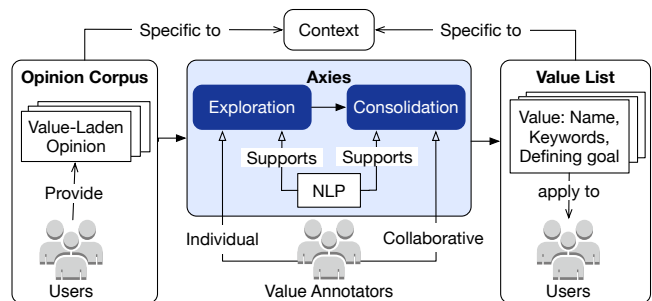 Specific to
Context
Specific to
Opinion Corpus
Value-Laden
Opinion
Provide
Users
Axies
Exploration
Consolidation
Supports
Supports
NLP
Individual
Collaborative
Value Annotators
Value List
Value: Name,
Keywords,
Defining goal
apply to
Users